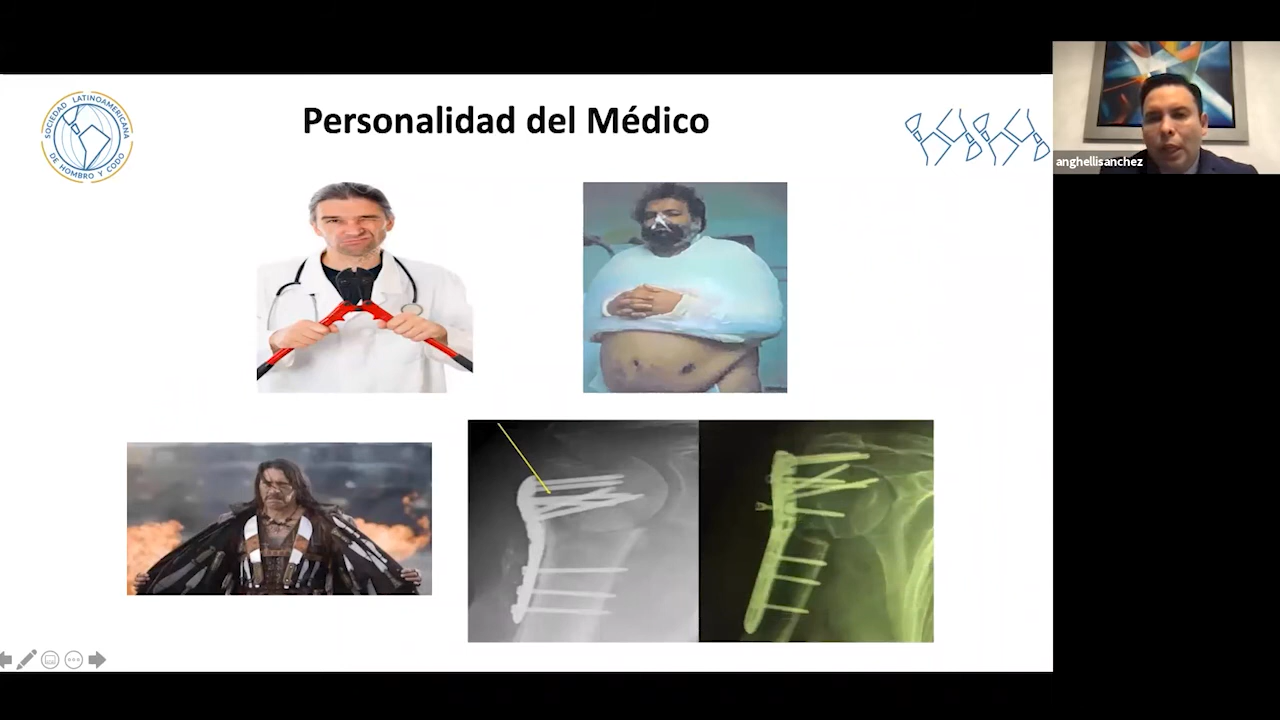 Personalidad del Médico
SOCIEDAD LATINOAMERICANA
DE HOMBRO Y CODO
anghellisanchez